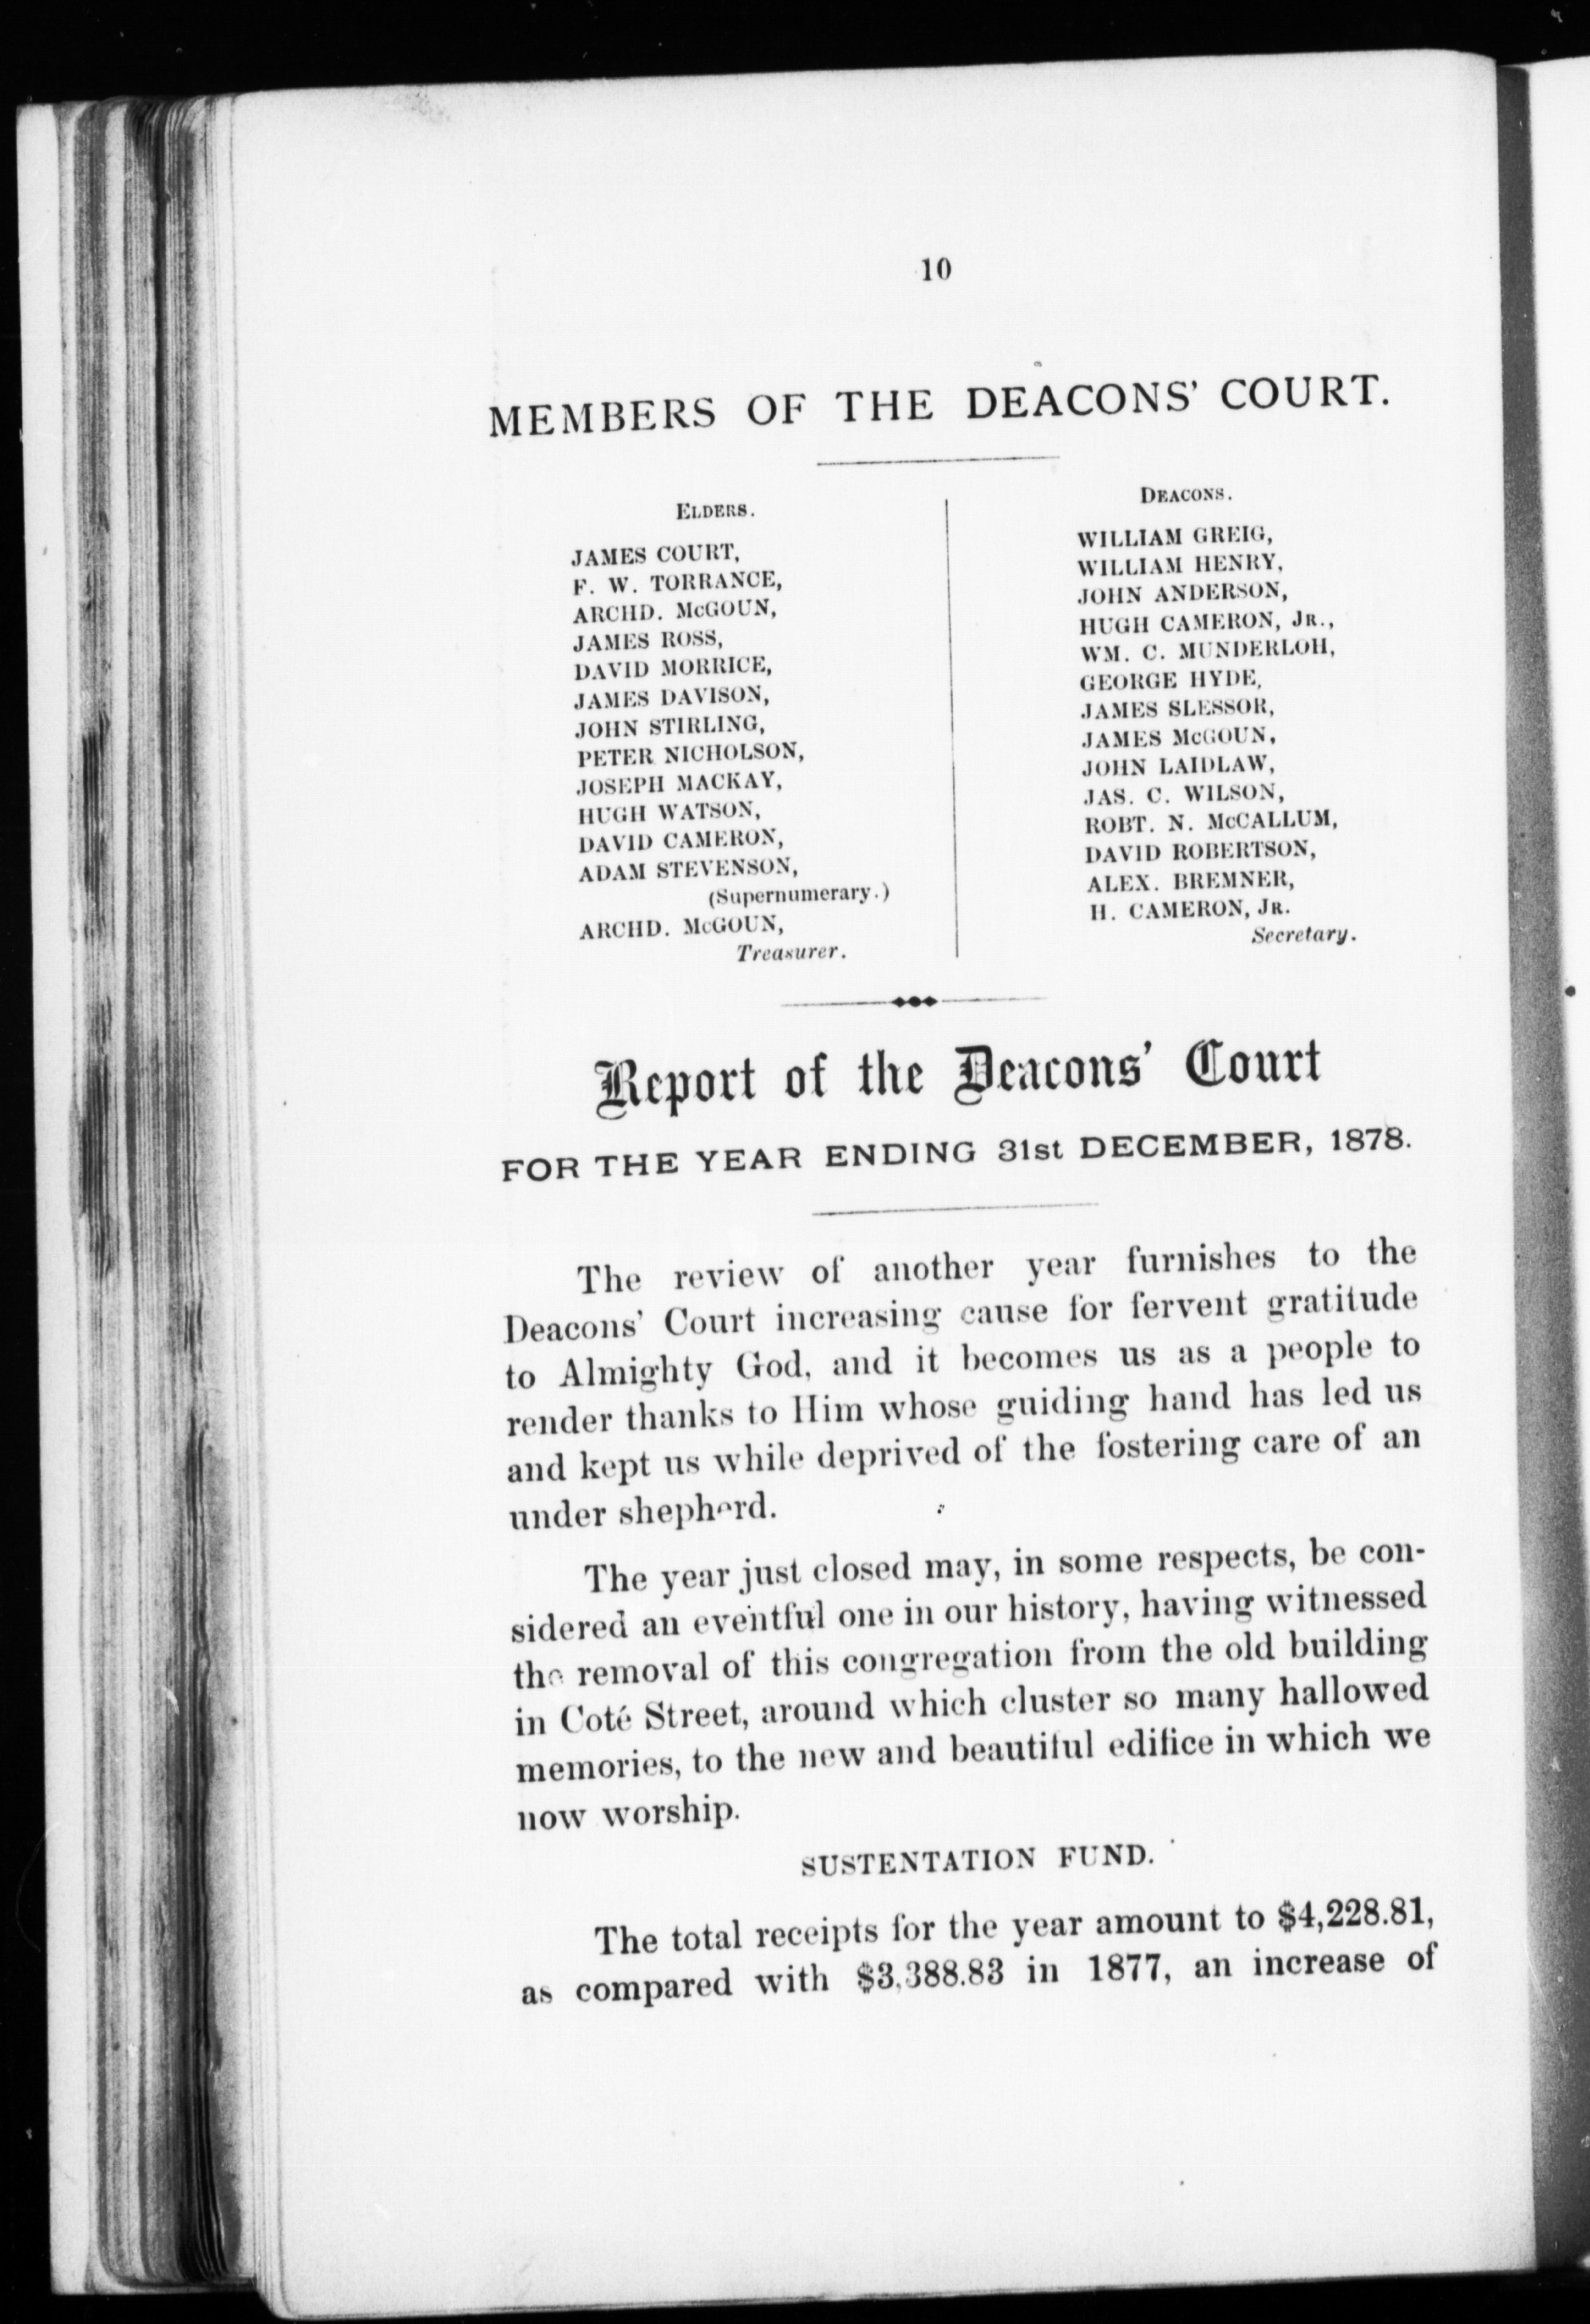 10
MEMBERS OF THE DEACONS' COURT.
ELDERS.
JAMES COURT,
F. W. TORRANCE,
ARCHD. McGOUN,
JAMES ROSS,
DAVID MORRICE,
JAMES DAVISON,
JOHN STIRLING,
PETER NICHOLSON,
JOSEPH MACKAY,
HUGH WATSON,
DAVID CAMERON,
ADAM STEVENSON,
(Supernumerary.)
ARCHD. McGOUN,
Treasurer.
DEACONS.
WILLIAM GREIG,
WILLIAM HENRY,
JOHN ANDERSON,
HUGH CAMERON, JR.,
WM. C. MUNDERLOH,
GEORGE HYDE,
JAMES SLESSOR,
JAMES McGOUN,
JOHN LAIDLAW,
JAS. C. WILSON,
ROBT. N. McCALLUM,
DAVID ROBERTSON,
ALEX. BREMNER,
H. CAMERON, JR.
Secretary.
Report of the Deacons' Court
FOR THE YEAR ENDING 31st DECEMBER, 1878.
The review of another year furnishes to the
Deacons' Court increasing cause for fervent gratitude
to Almighty God, and it becomes us as a people to
render thanks to Him whose guiding hand has led us
and kept us while deprived of the fostering care of an
under shepherd.
The year just closed may, in some respects, be con-
sidered an eventful one in our history, having witnessed
the removal of this congregation from the old building
in Coté Street, around which cluster so many hallowed
memories, to the new and beautiful edifice in which we
now worship.
SUSTENTATION FUND.
The total receipts for the year amount to $4,228.81,
as compared with $3,388.83 in 1877, an increase of